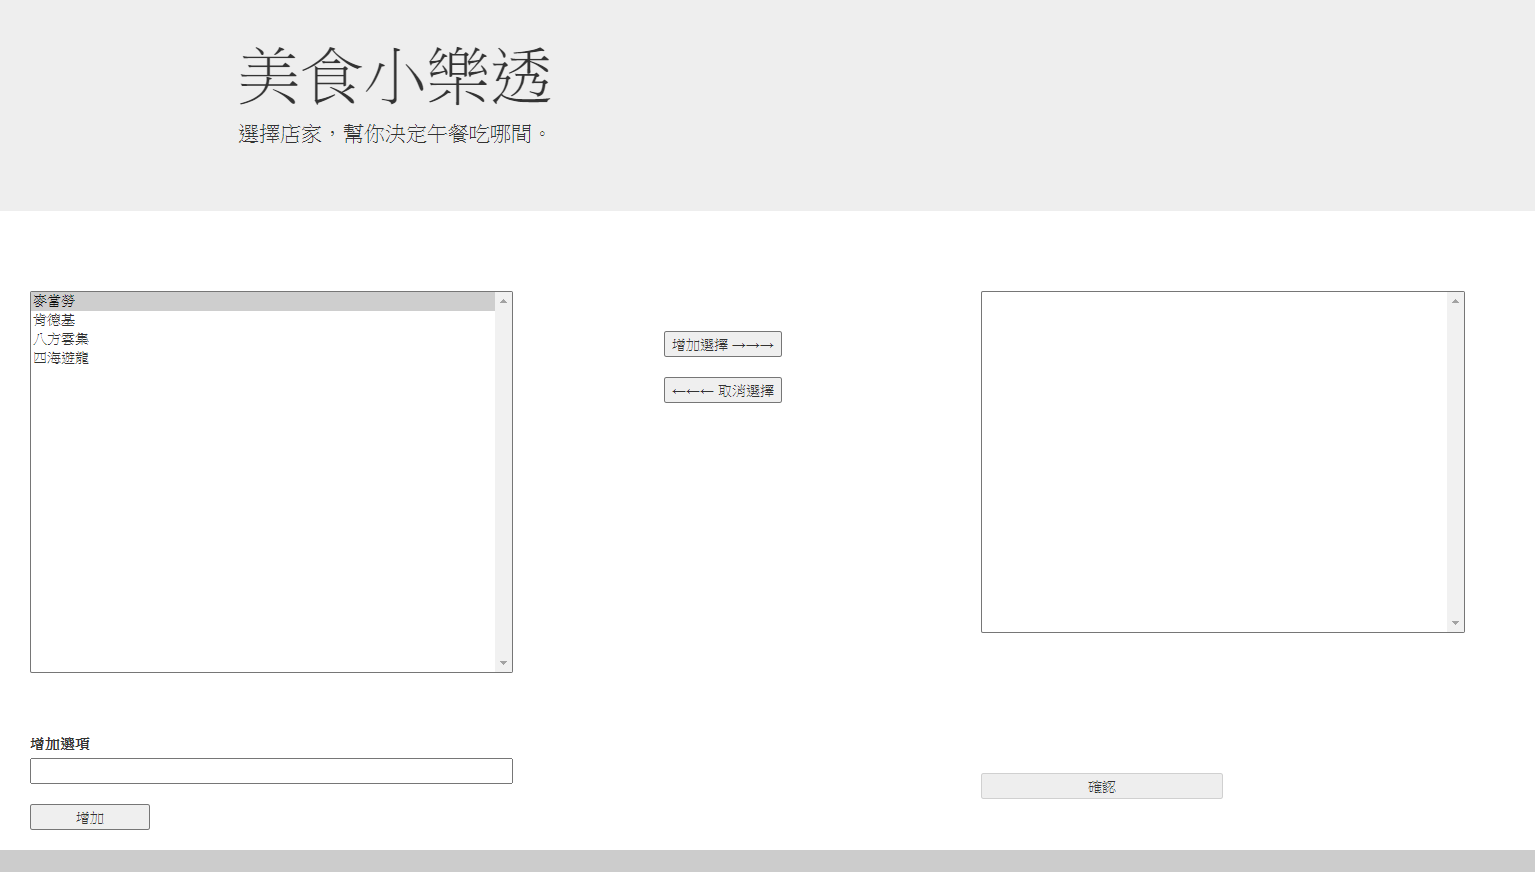 美食小樂透
選擇店家，幫你決定午餐吃哪間。
麥當勞
肯德基
八方雲集
四海遊龍
增加選擇 →→→
←←← 取消選擇
增加選項
增加
確認